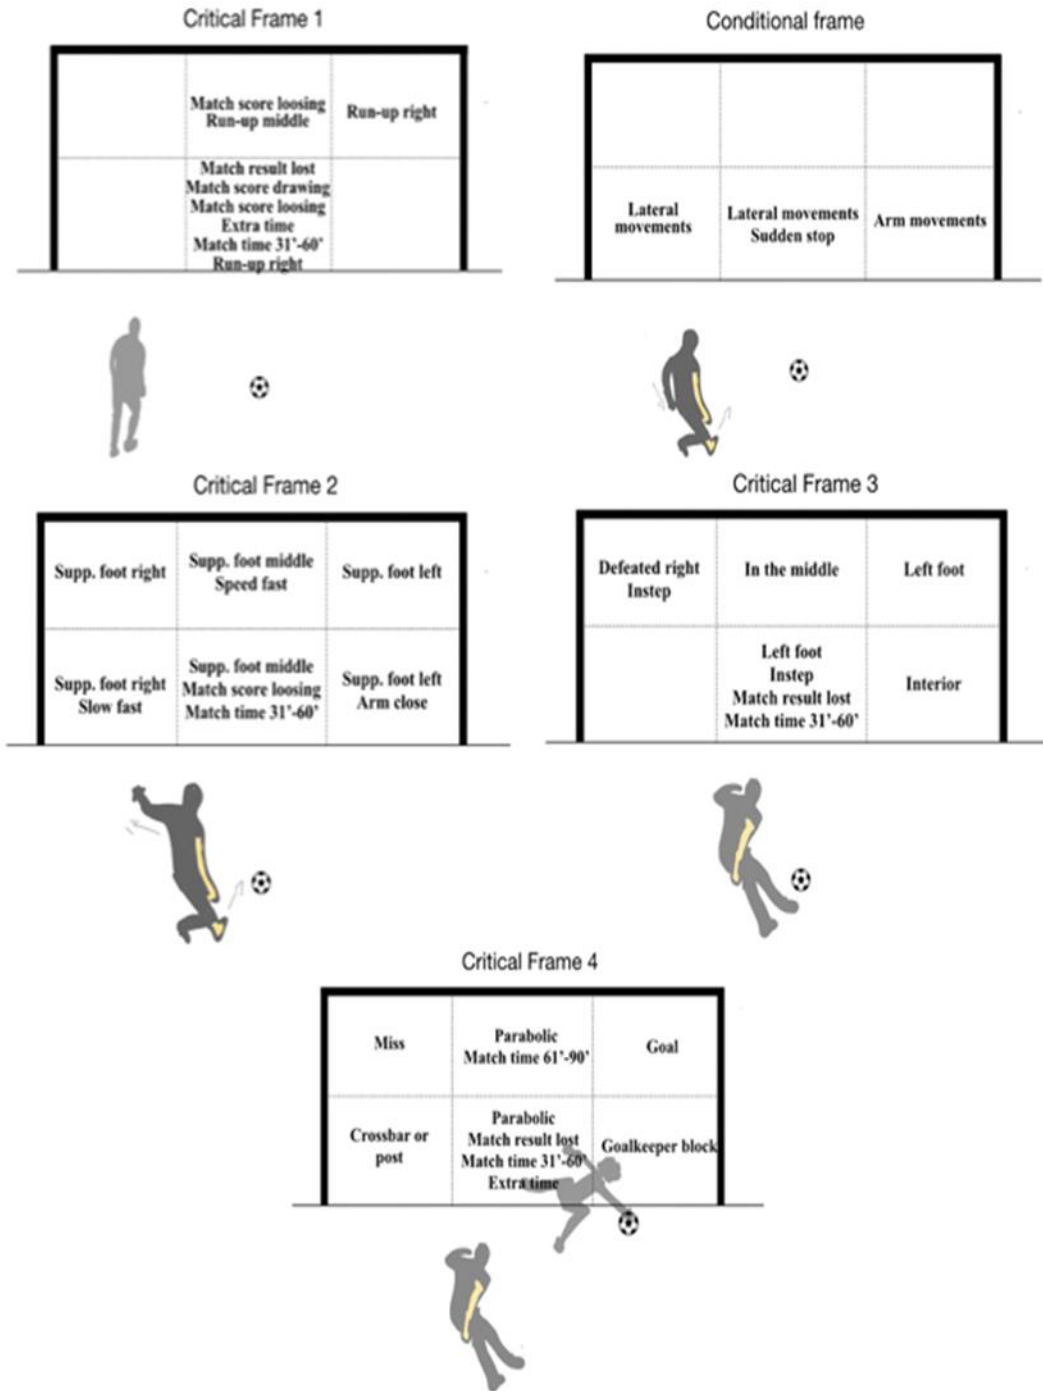 Critical Frame 1
Match score loosing
Run-up middle
Run-up right
Match result lost
Match score drawing
Match score loosing
Extra time
Match time 31’-60’
Run-up right
Conditional frame
Lateral
movements
Lateral movements
Sudden stop
Arm movements
Critical Frame 2
Supp. foot right
Supp. foot middle
Speed fast
Supp. foot left
Supp. foot right
Slow fast
Supp. foot middle
Match score loosing
Match time 31’-60’
Supp. foot left
Arm close
Critical Frame 3
Defeated right
Instep
In the middle
Left foot
Left foot
Instep
Match result lost
Match time 31’-60’
Interior
Critical Frame 4
Miss
Parabolic
Match time 61’-90’
Goal
Crossbar or
post
Parabolic
Match result lost
Match time 31’-60’
Extra time
Goalkeeper block